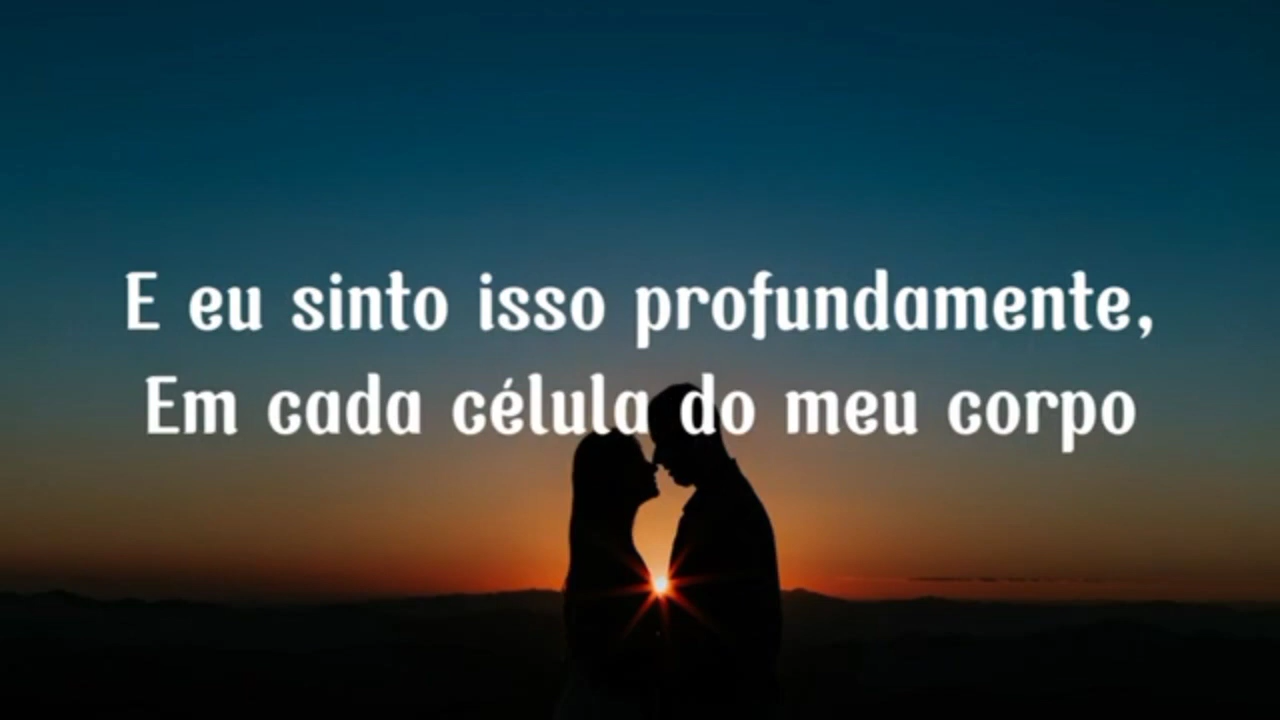 E eu sinto isso profundamente,
Em cada célula do meu corpo